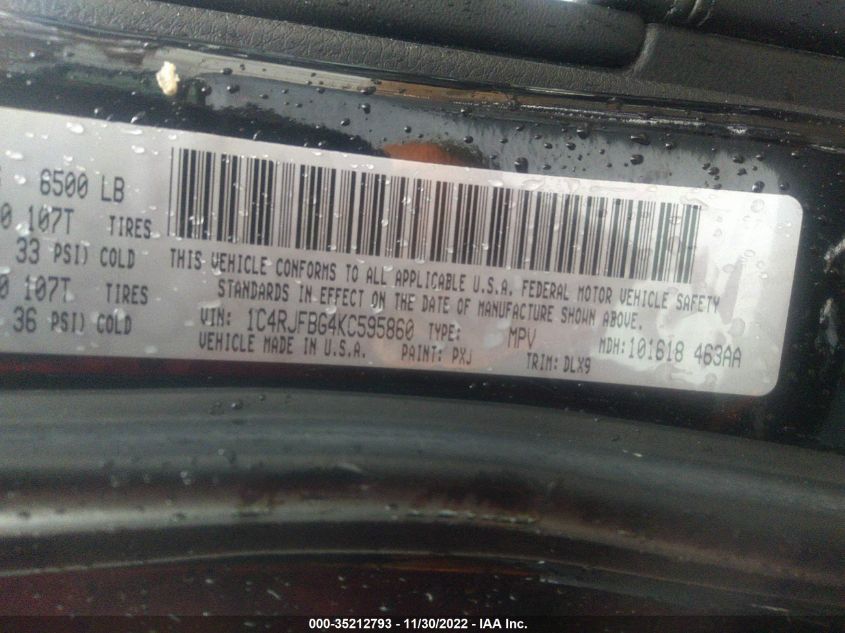 6500 LB
0 107T TIRES
33 PSI) COLD
0 107T TIRES
36 PSI) COLD
THIS VEHICLE CONFORMS TO ALL APPLICABLE U.S.A. FEDERAL MOTOR VEHICLE SAFETY
STANDARDS IN EFFECT ON THE DATE OF MANUFACTURE SHOWN ABOVE.
VIN: 1C4RJFBG4KC595860 TYPE: MPV MDH:101618 463AA
VEHICLE MADE IN U.S.A. PAINT: PXJ TRIM: DLX9
000-35212793 - 11/30/2022 - IAA Inc.